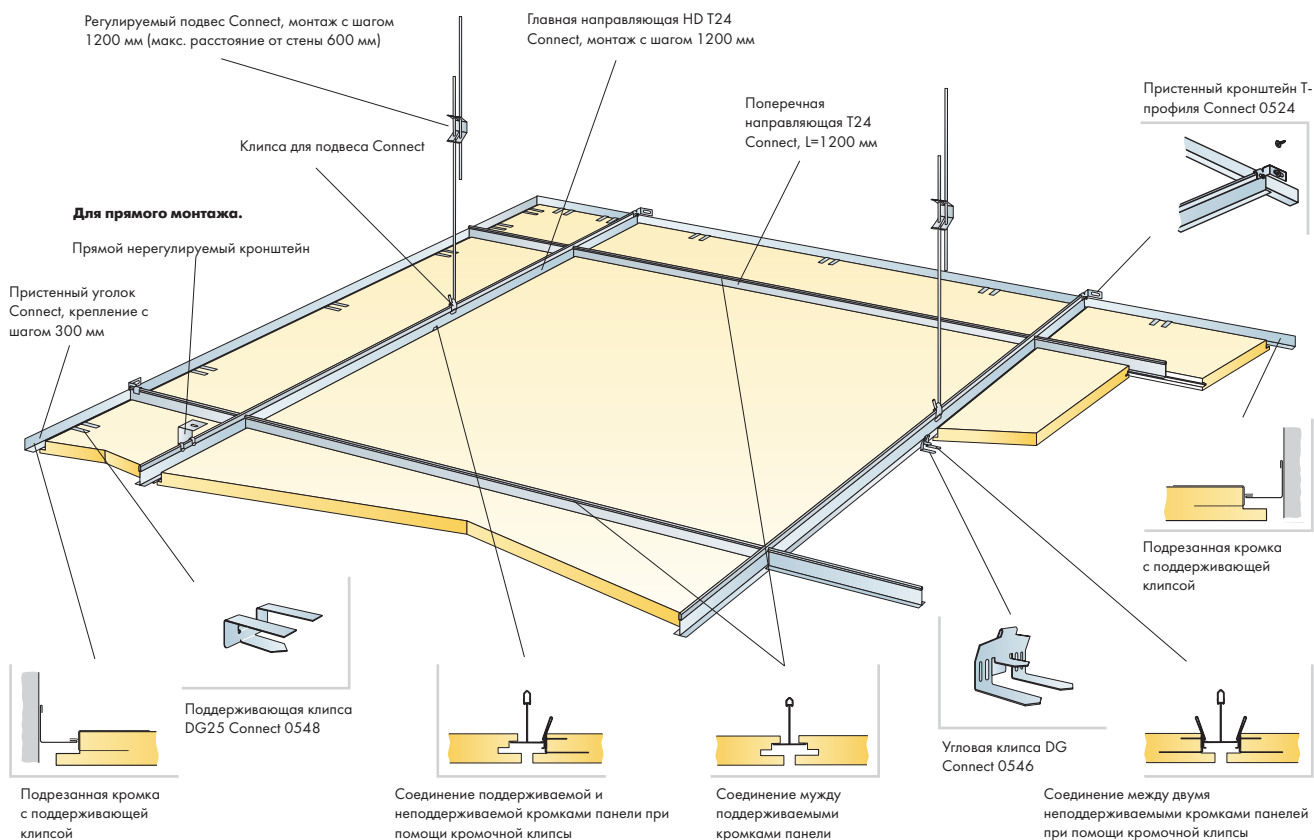 Регулируемый подвес Connect, монтаж с шагом
1200 мм (макс. расстояние от стены 600 мм)
Главная направляющая HD T24
Connect, монтаж с шагом 1200 мм
Пристенный кронштейн Т-
профиля Connect 0524
Поперечная
направляющая T24
Connect, L=1200 мм
Клипса для подвеса Connect
Для прямого монтажа.
Прямой нерегулируемый кронштейн
Пристенный уголок
Connect, крепление с
шагом 300 мм
Подрезанная кромка
с поддерживающей
клипсой
Поддерживающая клипса
DG25 Connect 0548
Угловая клипса DG
Connect 0546
Подрезанная кромка
с поддерживающей
клипсой
Соединение поддерживаемой и
неподдерживаемой кромками панели при
помощи кромочной клипсы
Соединение мужду
поддерживаемыми
кромками панели
Соединение между двумя
неподдерживаемыми кромками панелей
при помощи кромочной клипсы